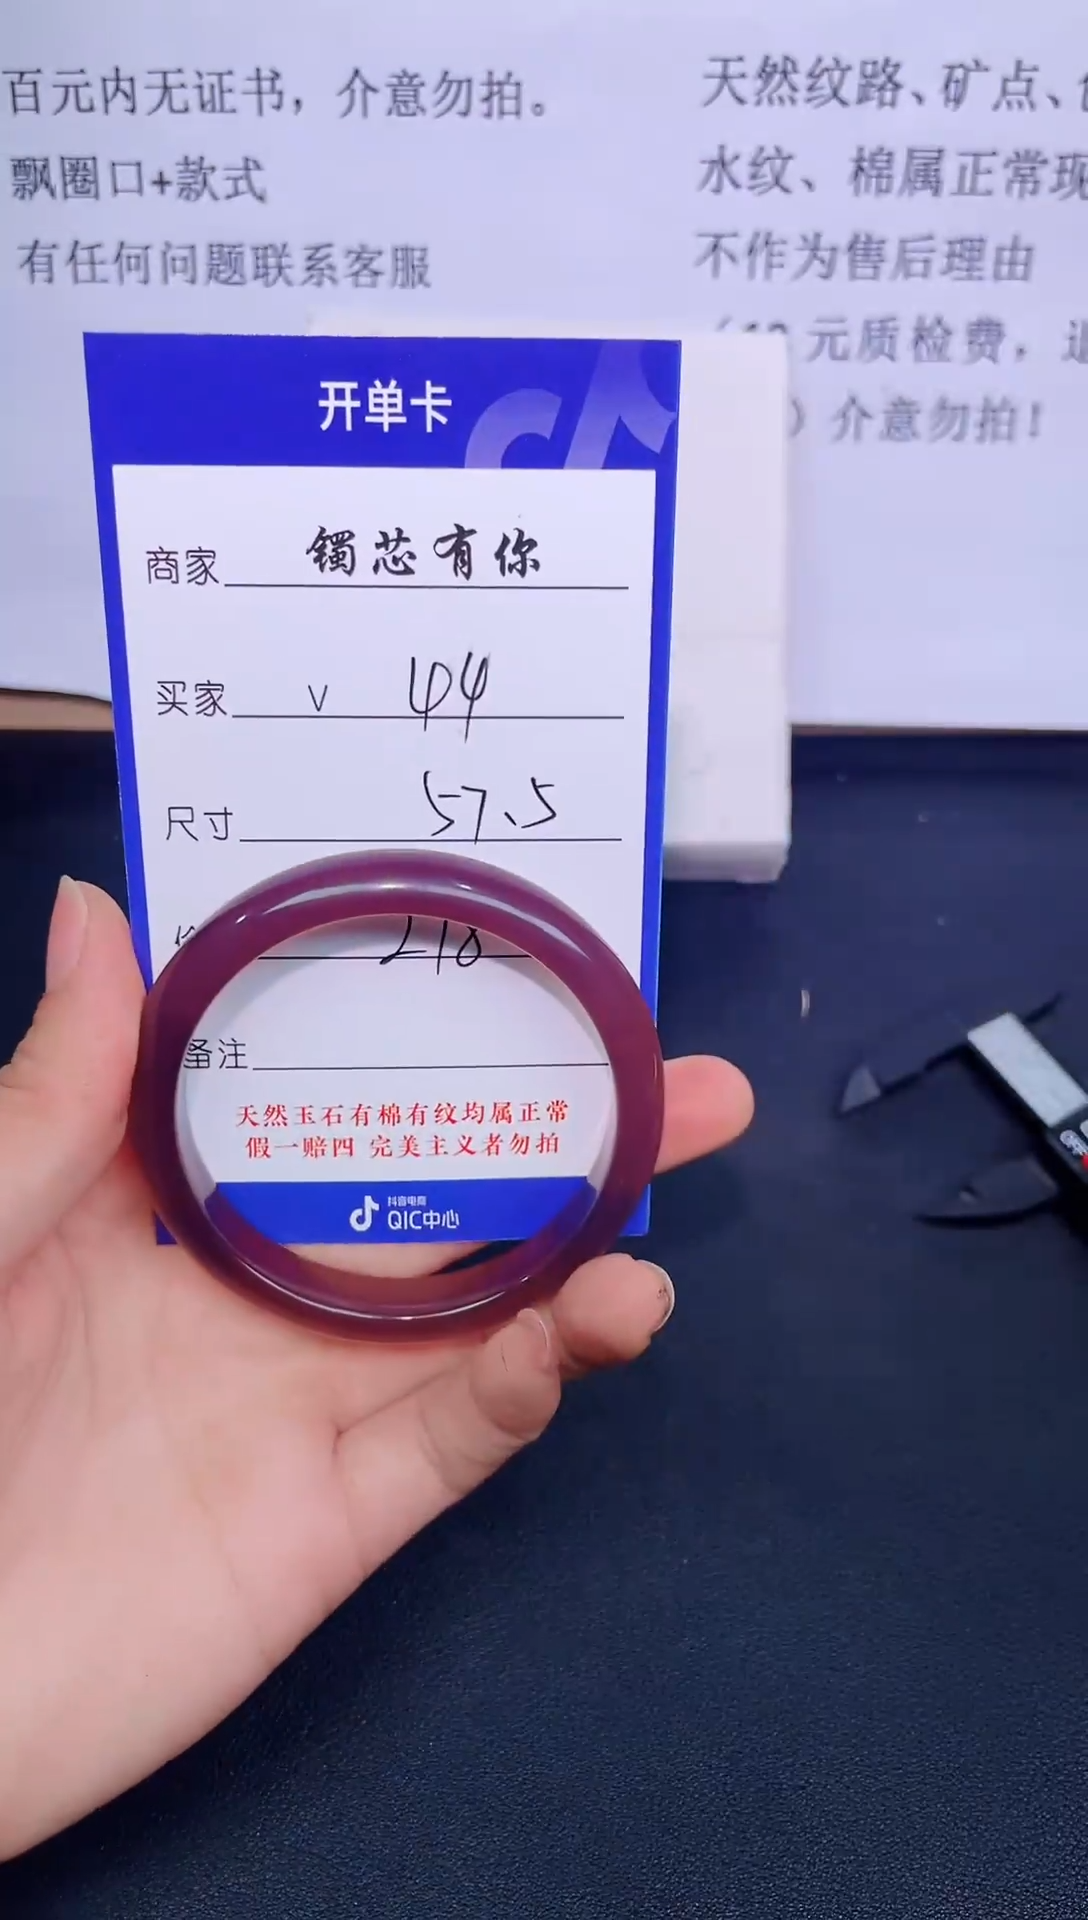 百元内无证书，介意勿拍。
飘圈口+款式
有任何问题联系客服
天然纹路、矿点、
水纹、棉属正常现
不作为售后理由
元质检费，
）介意勿拍！
开单卡
商家 镯芯有你
买家 V 44
尺寸 57.5
218
备注
天然玉石有棉有纹均属正常
假一赔四 完美主义者勿拍
抖音电商
QIC中心